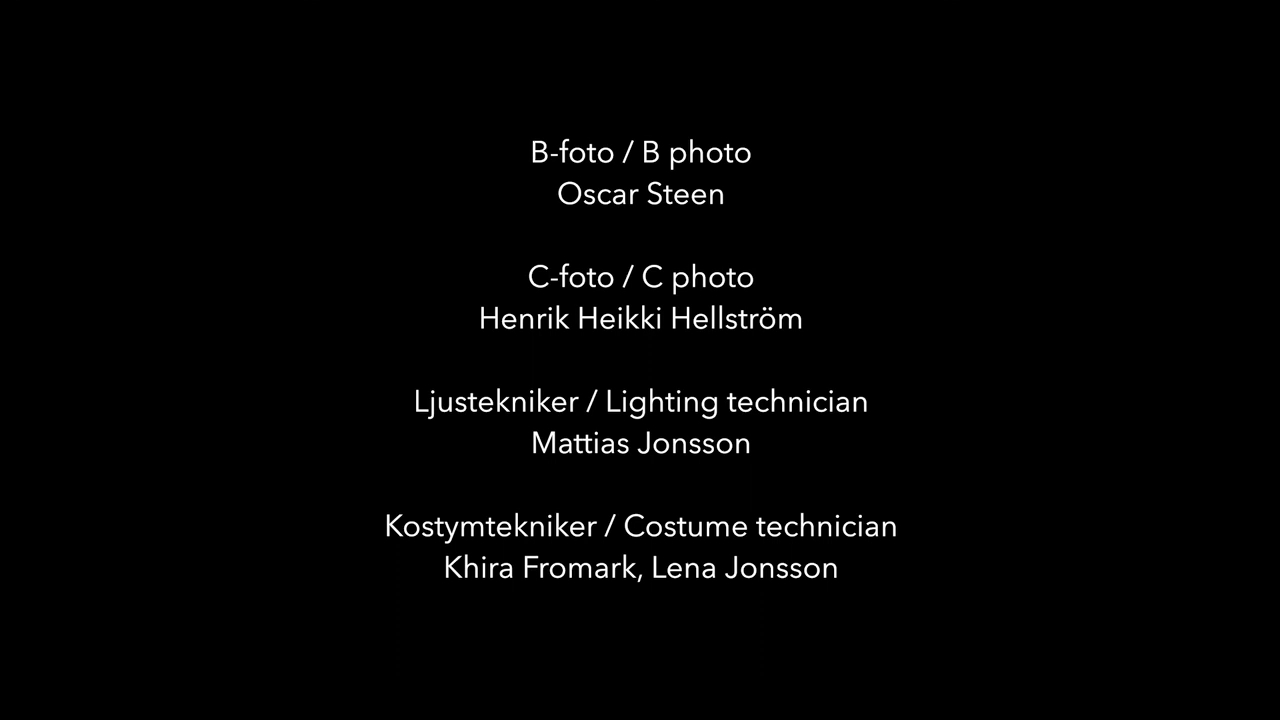 B-foto / B photo
Oscar Steen
C-foto / C photo
Henrik Heikki Hellström
Ljustekniker / Lighting technician
Mattias Jonsson
Kostymtekniker / Costume technician
Khira Fromark, Lena Jonsson